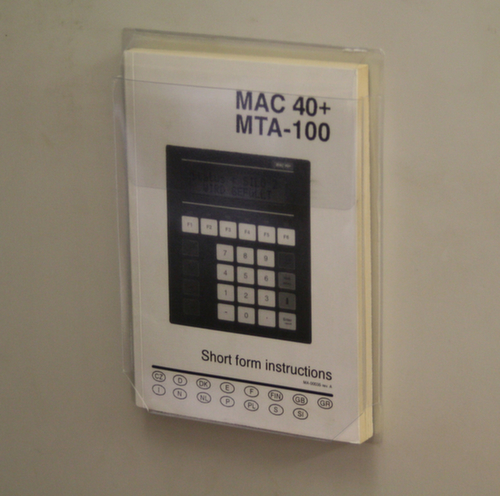 MAC 40+
MTA-100
F1 F2 F3 F4 F5 F6
7 8 9
4 5 6
1 2 3
- 0 .
Short form instructions
CZ D DK E F FIN GB GR
I N NL P PL S SI